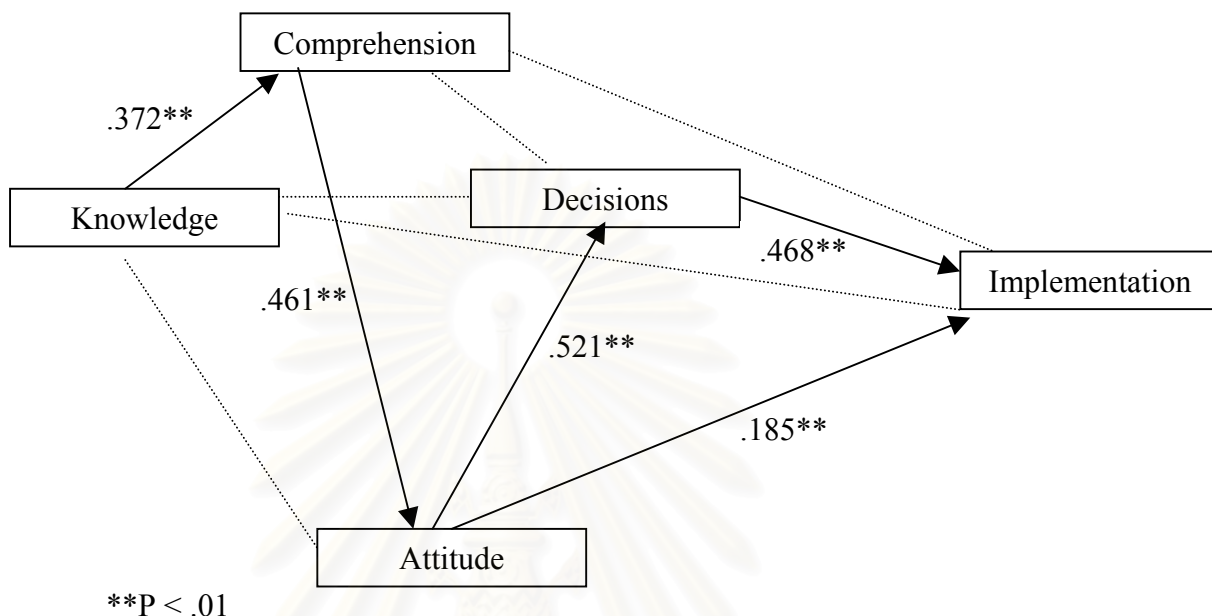 Comprehension
.372**
Decisions
Knowledge
.468**
Implementation
.461**
.521**
.185**
Attitude
**P < .01